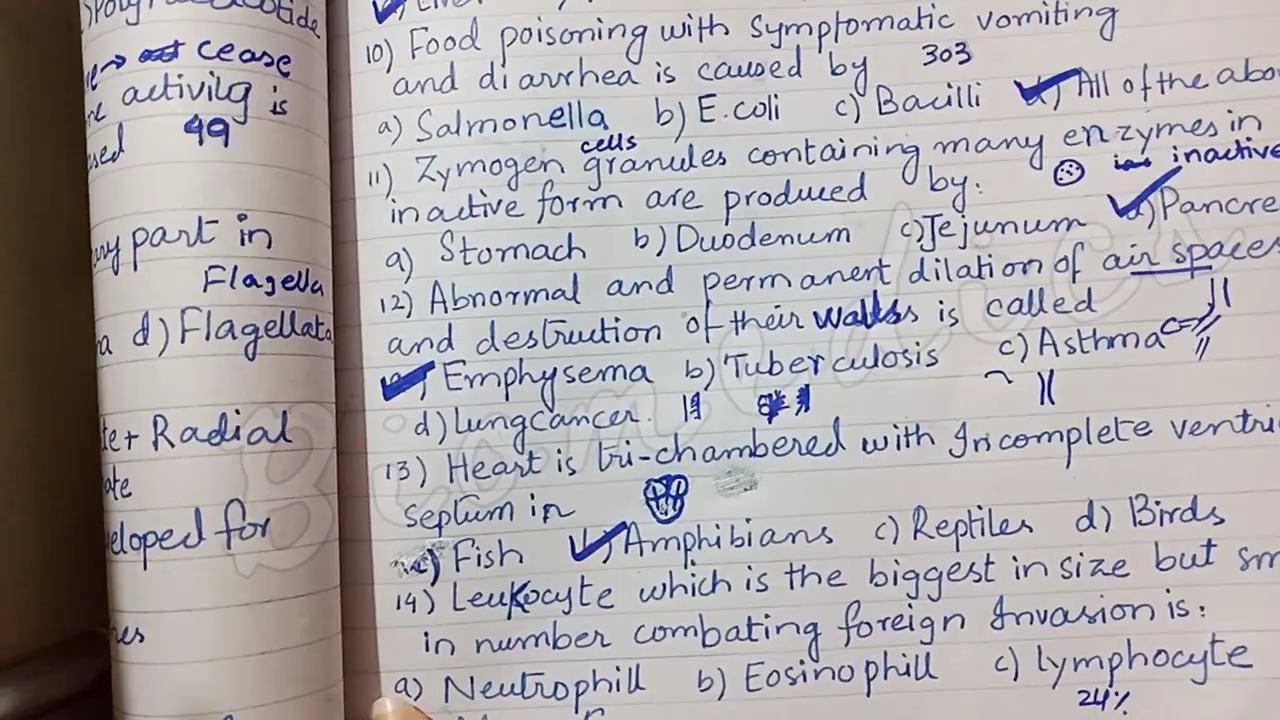 cease
activity is
49
part in
Flagella
a d) Flagellata
Radial
ate
eloped for
10) Food poisoning with symptomatic vomiting
and diarrhea is caused by 303
a) Salmonella b) E.coli c) Bacilli d) All of the abo
11) Zymogen cells granules containing many enzymes in
inactive form are produced by: inactive
a) Stomach b) Duodenum c) Jejunum d) Pancre
12) Abnormal and permanent dilation of air spaces
and destruction of their walls is called
a) Emphysema b) Tuberculosis c) Asthma
d) Lung cancer.
13) Heart is tri-chambered with Incomplete ventri
septum in
a) Fish b) Amphibians c) Reptiles d) Birds
14) Leukocyte which is the biggest in size but sm
in number combating foreign Invasion is:
a) Neutrophill b) Eosinophill c) lymphocyte
24%
Biomedics